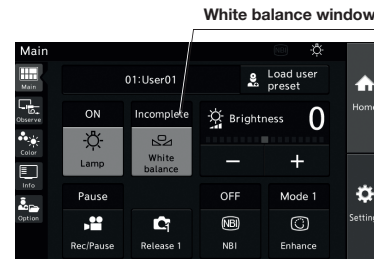 White balance window
Main
NBI
Main
01:User01
Load user
preset
Home
Observe
ON
Incomplete
Brightness
0
Color
Lamp
White
balance
−
+
Info
Pause
OFF
Mode 1
Option
Setting
Rec/Pause
Release 1
NBI
NBI
Enhance